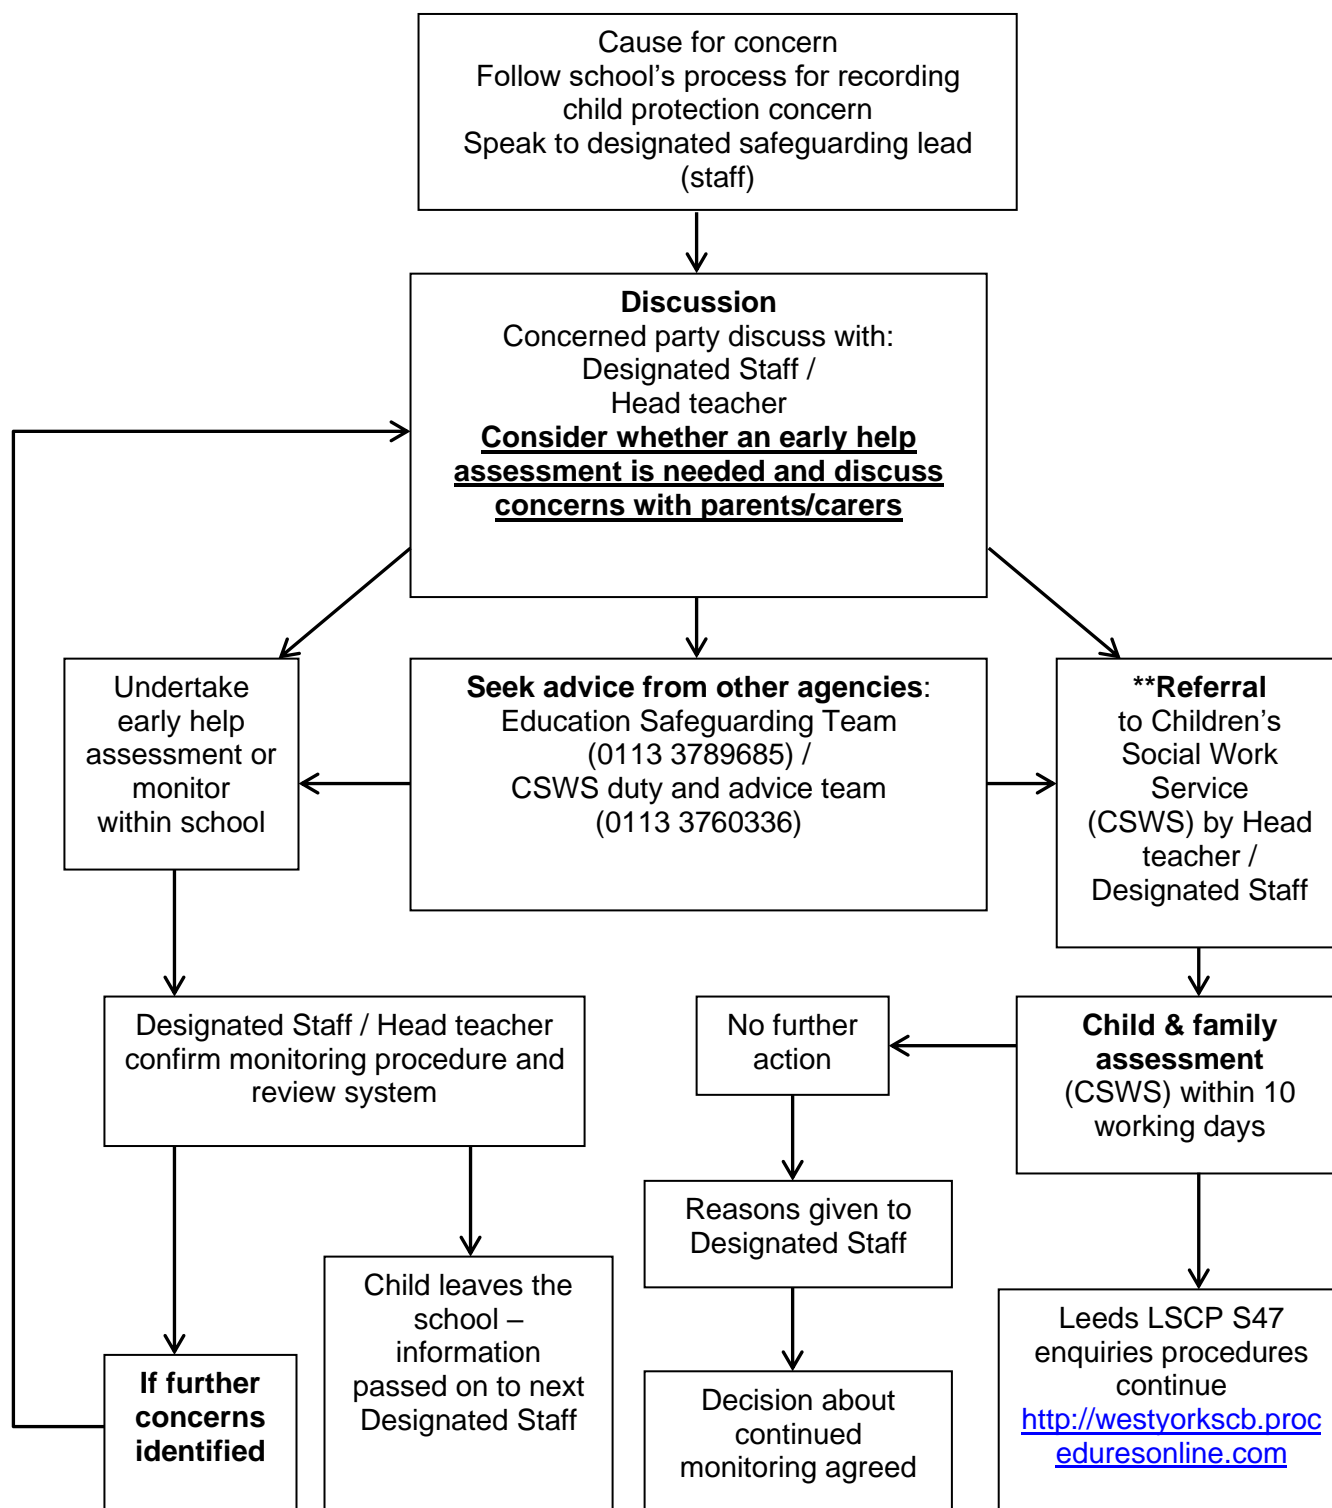 Cause for concern
Follow school’s process for recording
child protection concern
Speak to designated safeguarding lead
(staff)
Discussion
Concerned party discuss with:
Designated Staff /
Head teacher
Consider whether an early help
assessment is needed and discuss
concerns with parents/carers
Undertake
early help
assessment or
monitor
within school
Seek advice from other agencies:
Education Safeguarding Team
(0113 3789685) /
CSWS duty and advice team
(0113 3760336)
**Referral
to Children’s
Social Work
Service
(CSWS) by Head
teacher /
Designated Staff
Designated Staff / Head teacher
confirm monitoring procedure and
review system
No further
action
Child & family
assessment
(CSWS) within 10
working days
Reasons given to
Designated Staff
Child leaves the
school –
information
passed on to next
Designated Staff
If further
concerns
identified
Decision about
continued
monitoring agreed
Leeds LSCP S47
enquiries procedures
continue
http://westyorkscb.proc
eduresonline.com